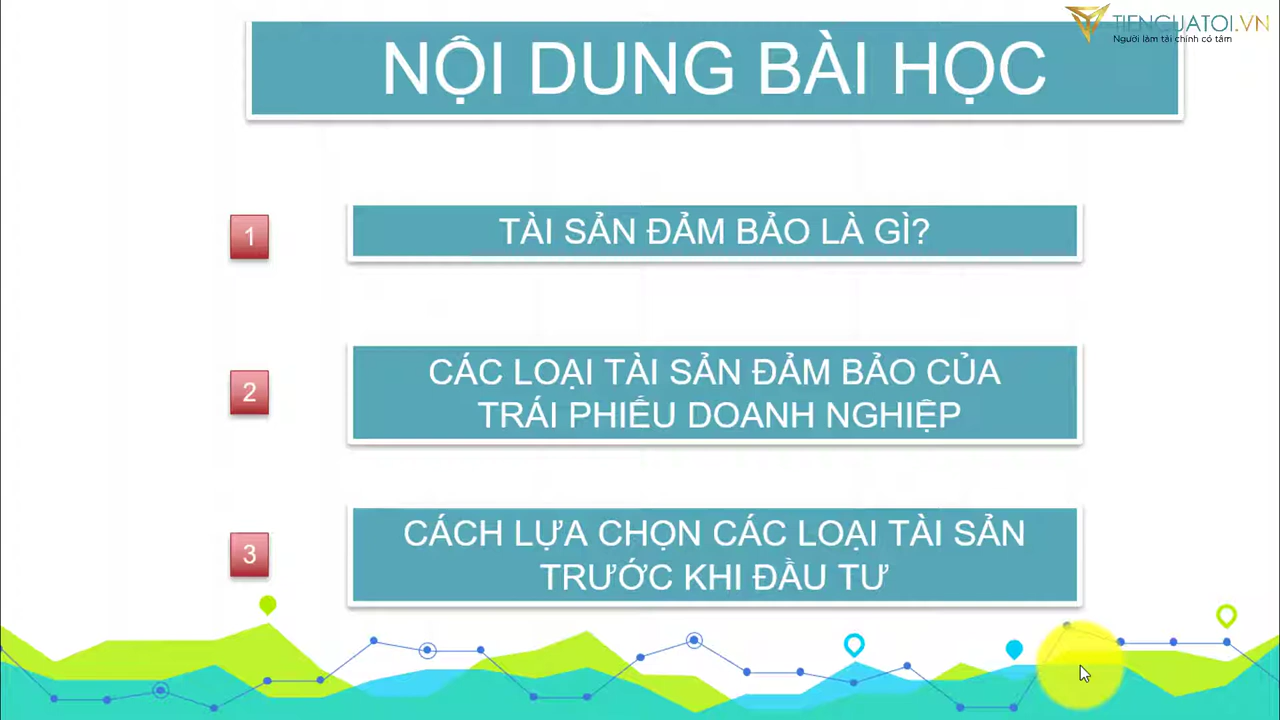 TIENCUATOI.VN
Người làm tài chính có tâm
NỘI DUNG BÀI HỌC
1
TÀI SẢN ĐẢM BẢO LÀ GÌ?
2
CÁC LOẠI TÀI SẢN ĐẢM BẢO CỦA
TRÁI PHIẾU DOANH NGHIỆP
3
CÁCH LỰA CHỌN CÁC LOẠI TÀI SẢN
TRƯỚC KHI ĐẦU TƯ